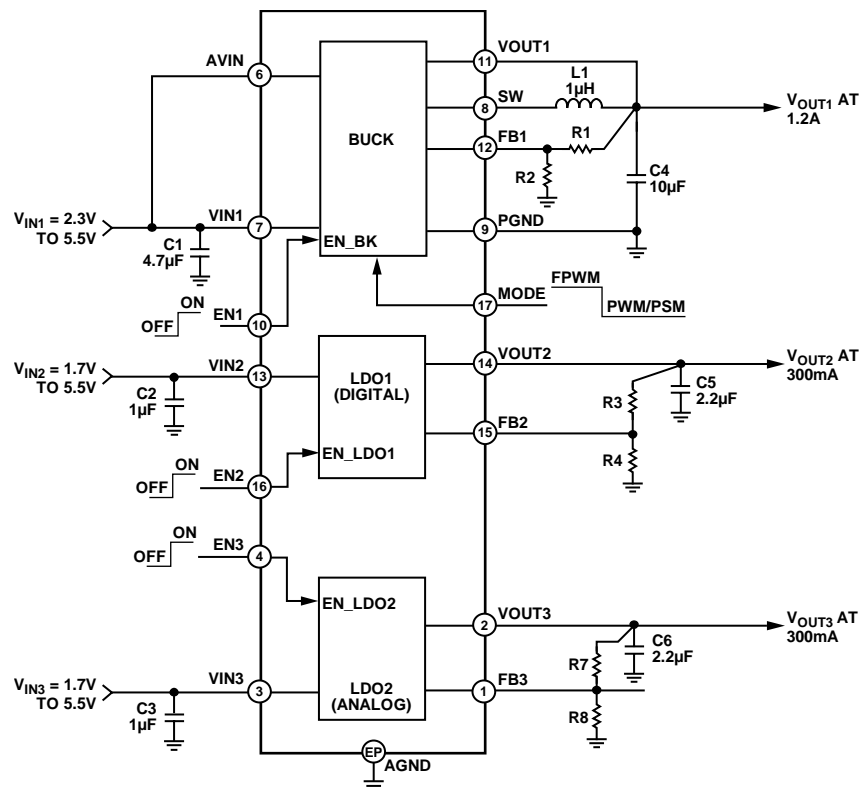 AVIN
6
BUCK
VOUT1
11
L1
1µH
SW
8
VOUT1 AT
1.2A
FB1
12
R1
R2
C4
10µF
VIN1 = 2.3V
TO 5.5V
VIN1
7
C1
4.7µF
PGND
9
EN_BK
MODE
17
FPWM
PWM/PSM
OFF
ON
EN1
10
VIN2 = 1.7V
TO 5.5V
VIN2
13
C2
1µF
LDO1
(DIGITAL)
EN_LDO1
VOUT2
14
VOUT2 AT
300mA
C5
2.2µF
R3
FB2
15
R4
OFF
ON
EN2
16
OFF
ON
EN3
4
EN_LDO2
VOUT3
2
VOUT3 AT
300mA
C6
2.2µF
R7
VIN3 = 1.7V
TO 5.5V
VIN3
3
C3
1µF
LDO2
(ANALOG)
FB3
1
R8
EP
AGND